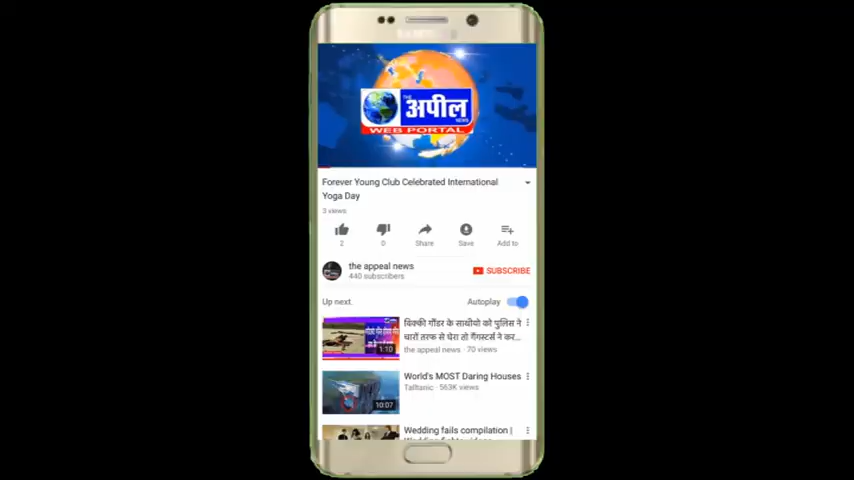 THE
अपील
NEWS
WEB PORTAL
Forever Young Club Celebrated International
Yoga Day
3 views
2
0
Share
Save
Add to
the appeal news
440 subscribers
SUBSCRIBE
Up next.
Autoplay
विक्की गौंडर के साथीयो को पुलिस ने
चारों तरफ से घेरा तो गैंगस्टर्स ने कर...
the appeal news · 70 views
1:10
World's MOST Daring Houses
Talltanic · 563K views
10:07
Wedding fails compilation |